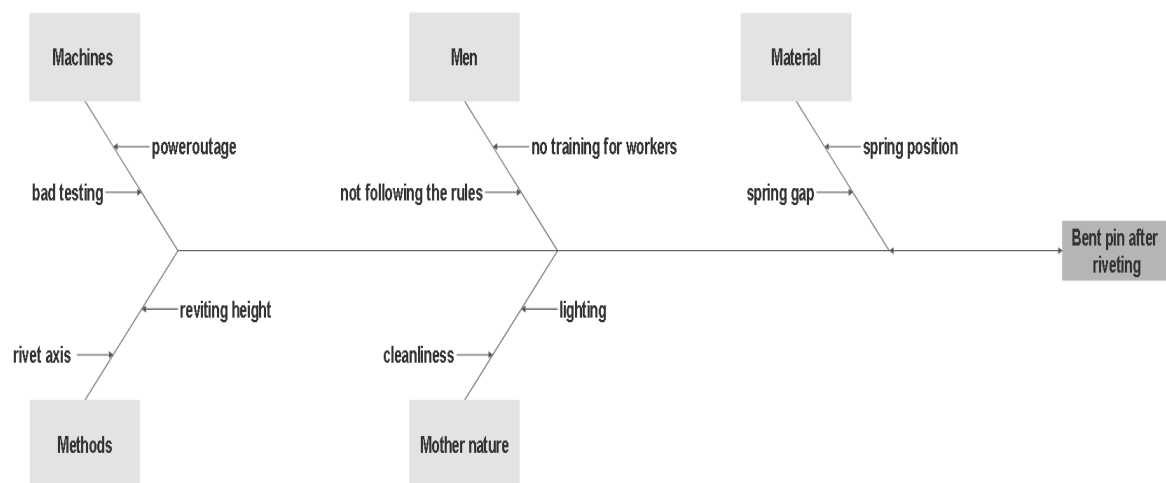 Machines
Men
Material
poweroutage
no training for workers
spring position
bad testing
not following the rules
spring gap
Bent pin after
riveting
reviting height
lighting
rivet axis
cleanliness
Methods
Mother nature